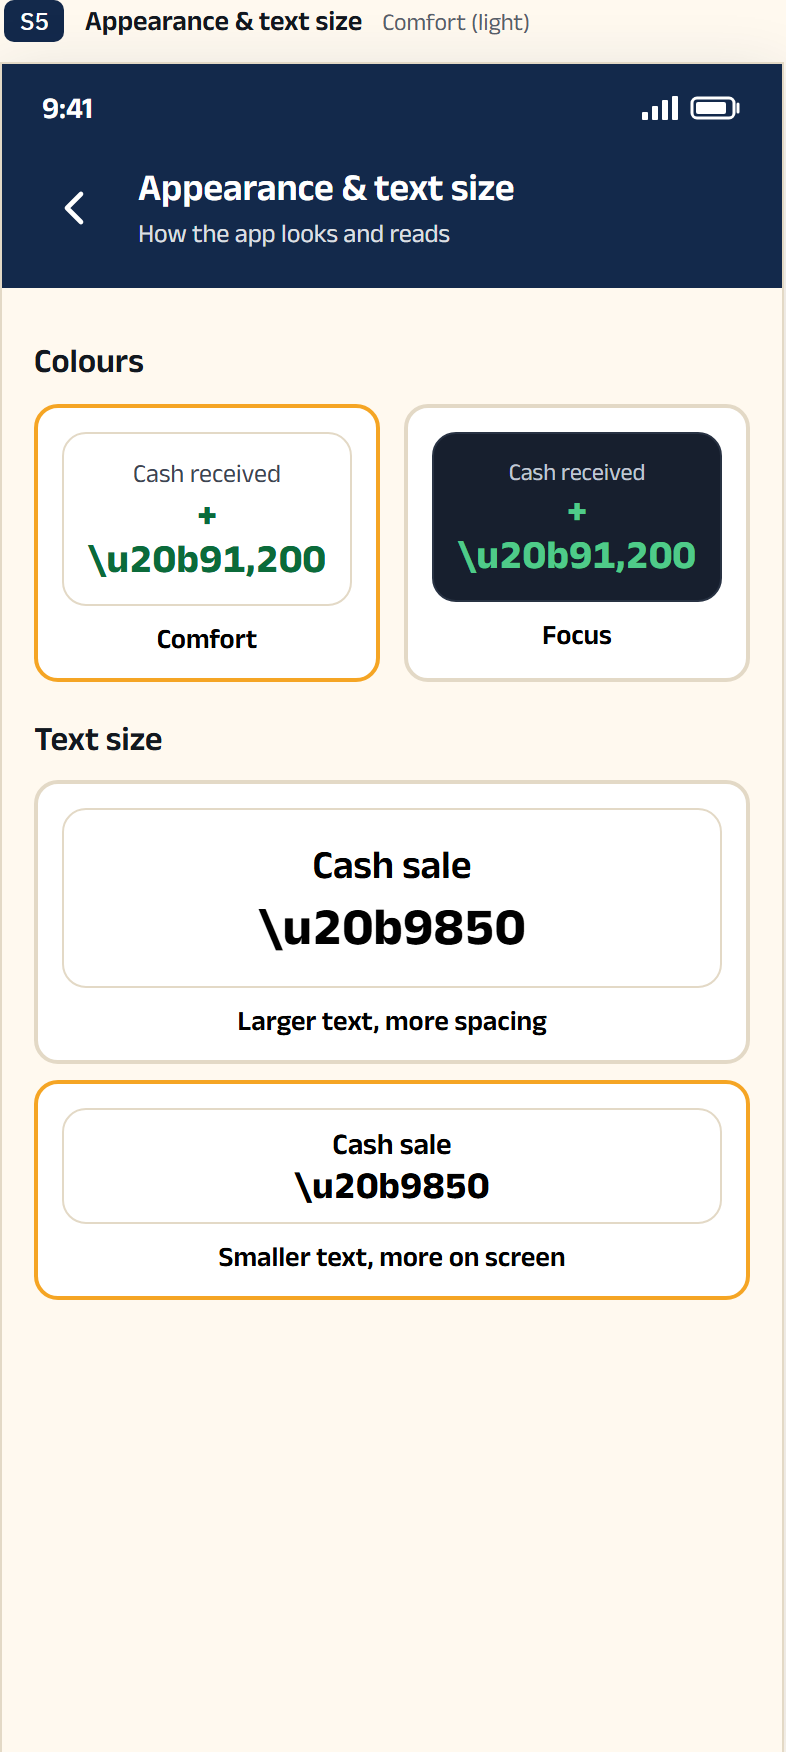 S5 Appearance & text size Comfort (light)
9:41
Appearance & text size
How the app looks and reads
Colours
Cash received
+
\u20b91,200
Comfort
Cash received
+
\u20b91,200
Focus
Text size
Cash sale
\u20b9850
Larger text, more spacing
Cash sale
\u20b9850
Smaller text, more on screen